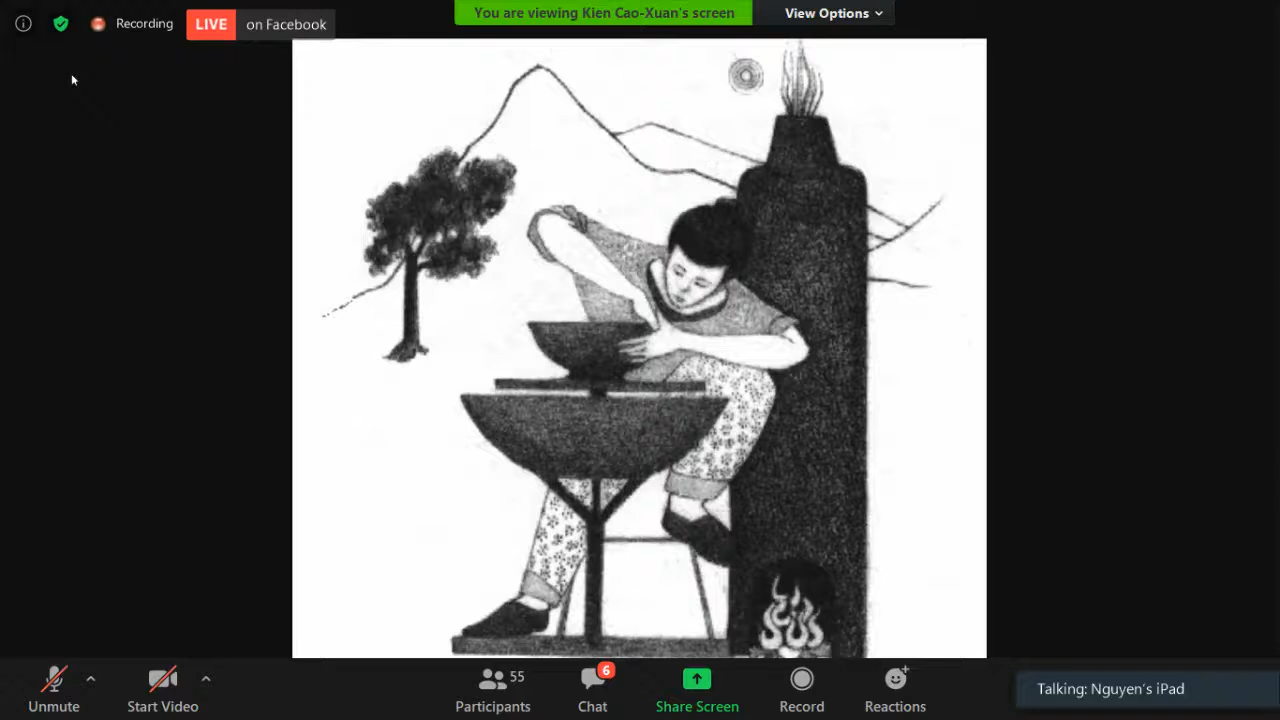 Recording
LIVE on Facebook
You are viewing Kien Cao-Xuan's screen
View Options
Unmute
Start Video
55
Participants
6
Chat
Share Screen
Record
Reactions
Talking: Nguyen's iPad